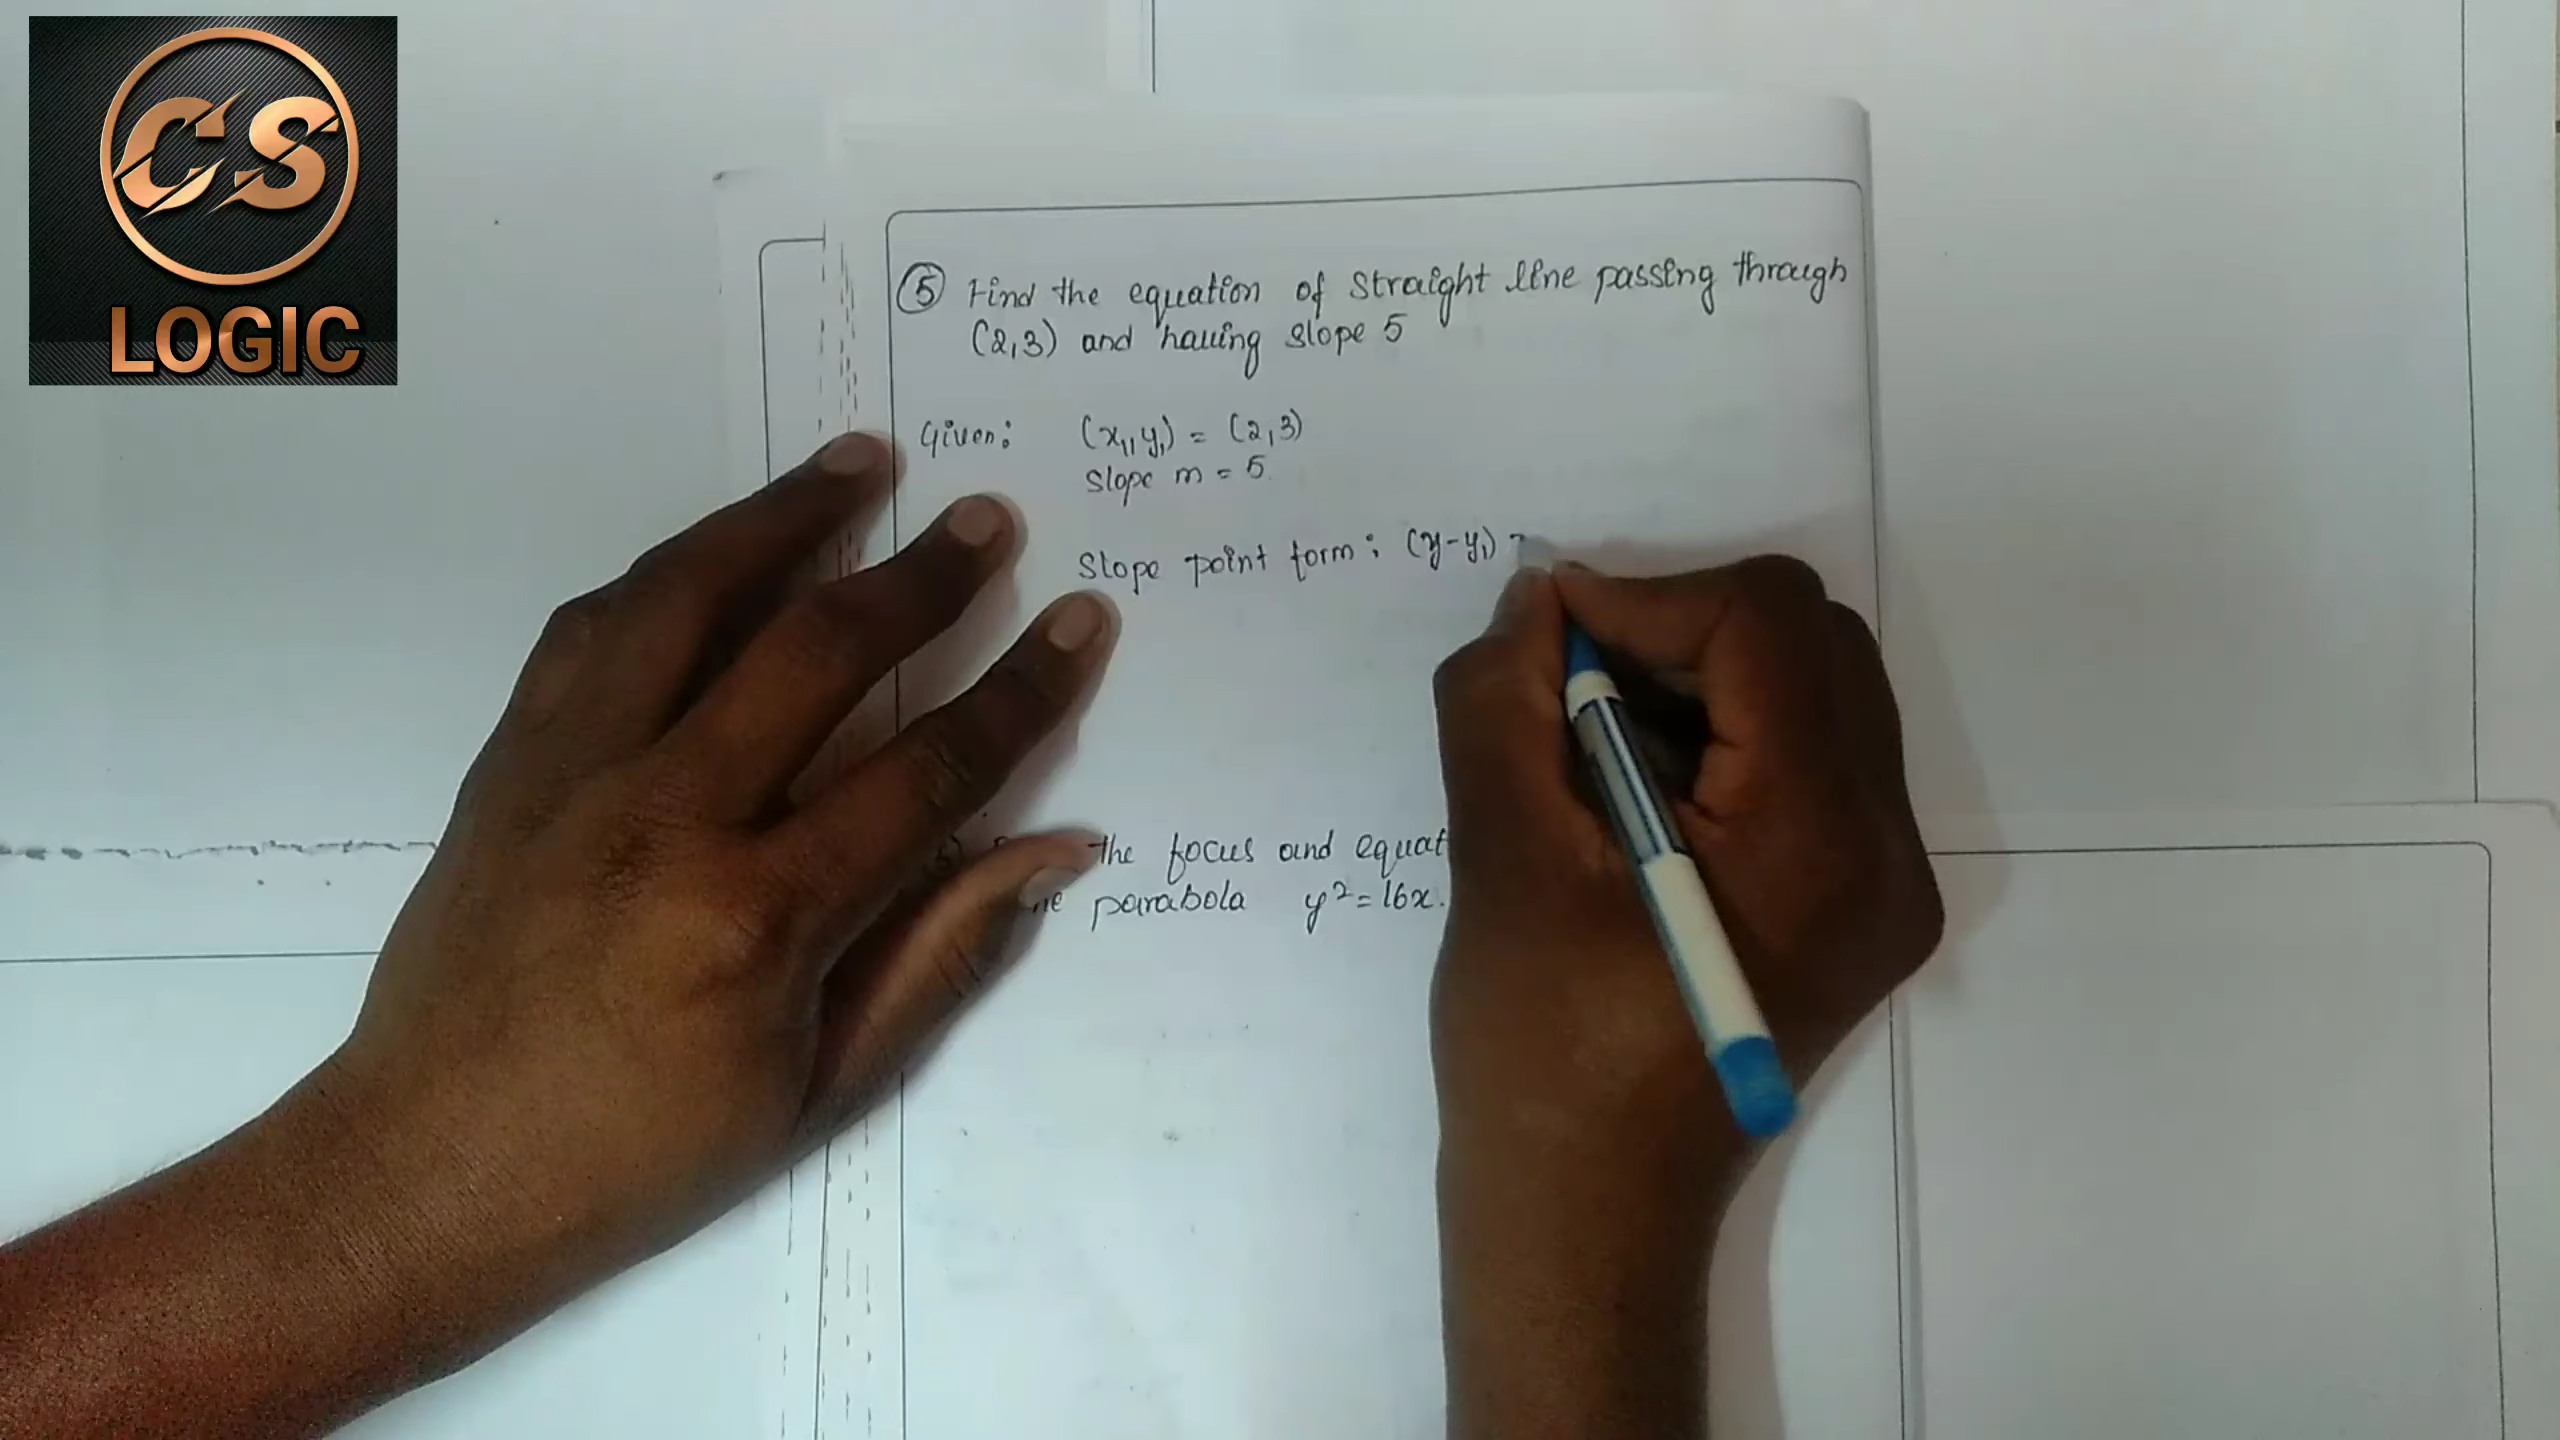 CS
LOGIC
⑤ Find the equation of straight line passing through
(2,3) and having slope 5
Given: (x₁, y₁) = (2,3)
Slope m = 5
Slope point form: (y-y₁) =
the focus and equat
parabola y² = 16x.